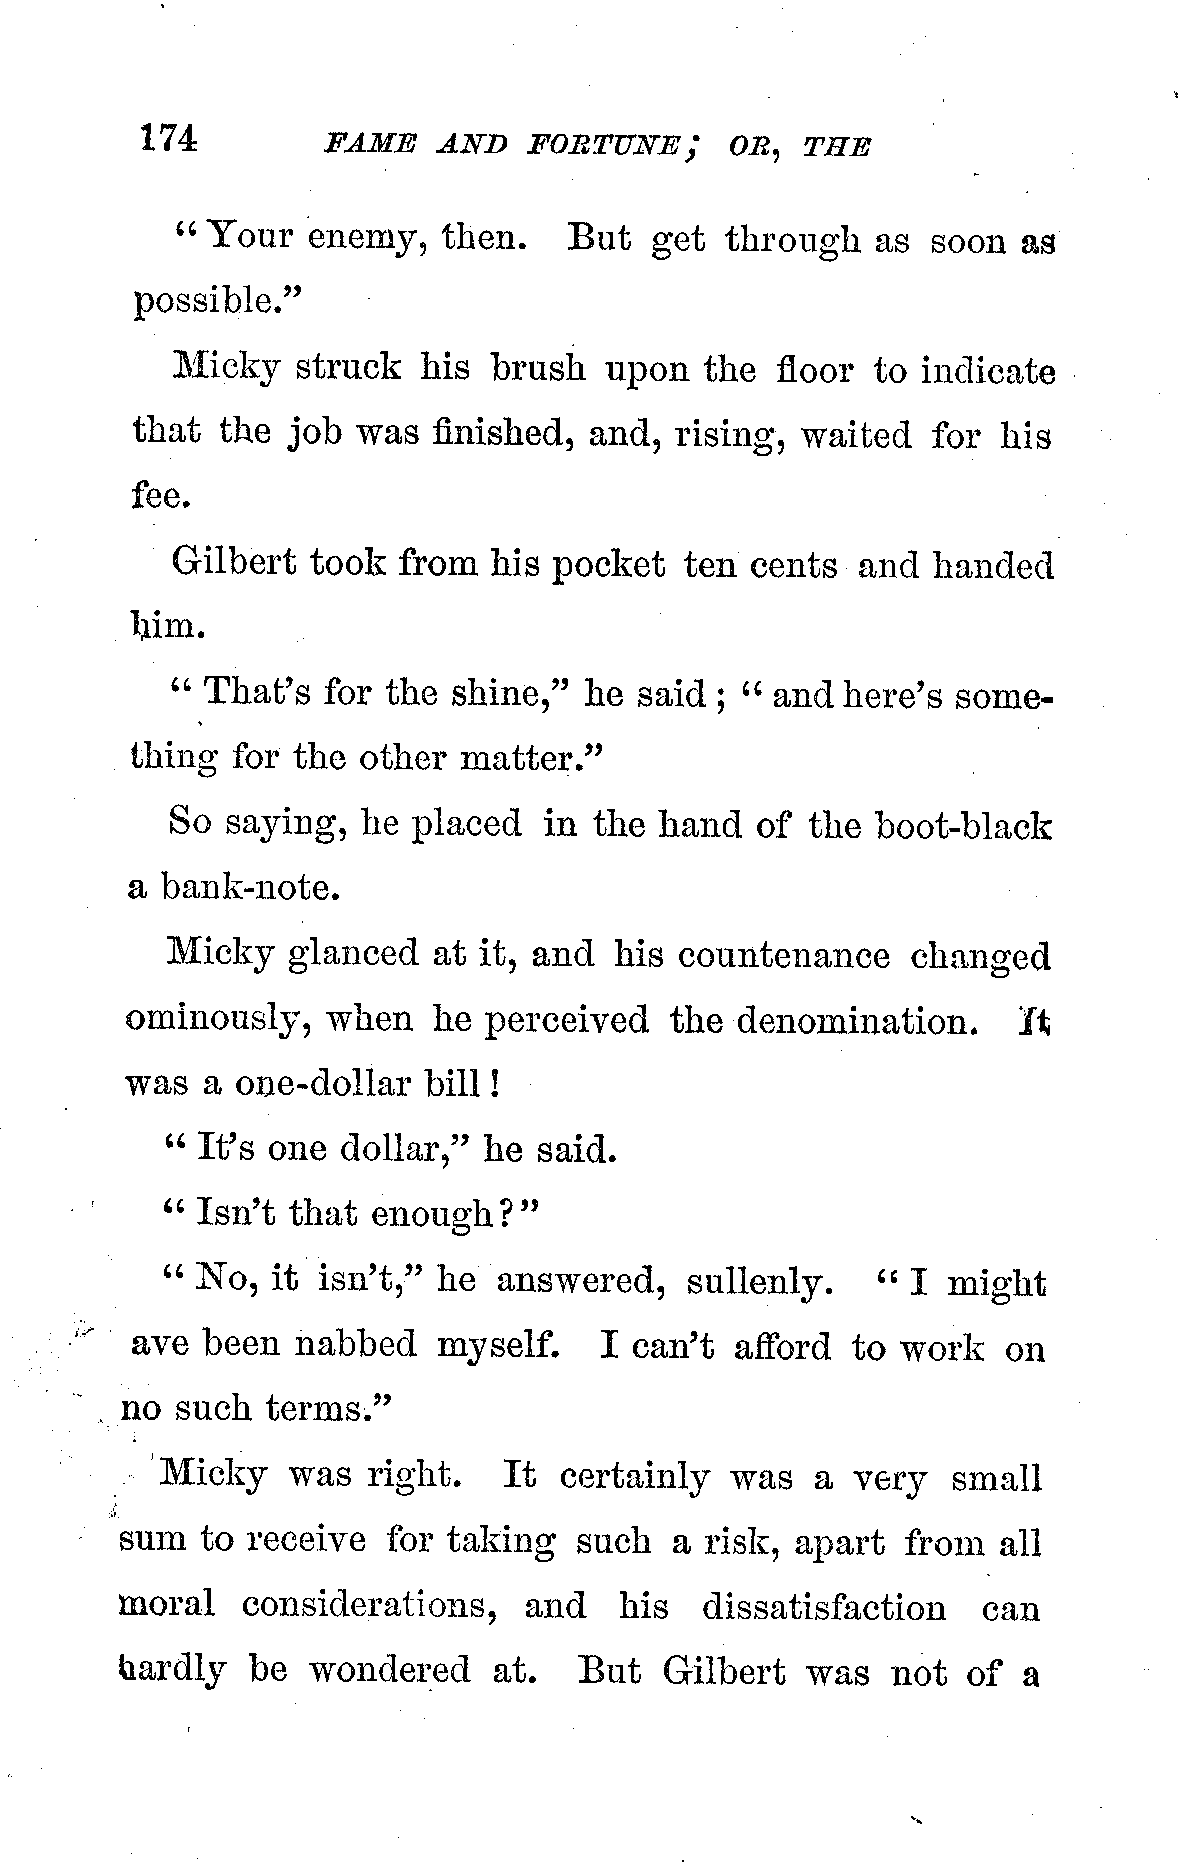 174 FAME AND FORTUNE; OR, THE
"Your enemy, then. But get through as soon as
possible."
Micky struck his brush upon the floor to indicate
that the job was finished, and, rising, waited for his
fee.
Gilbert took from his pocket ten cents and handed
him.
"That's for the shine," he said; "and here's some-
thing for the other matter."
So saying, he placed in the hand of the boot-black
a bank-note.
Micky glanced at it, and his countenance changed
ominously, when he perceived the denomination. It
was a one-dollar bill!
"It's one dollar," he said.
"Isn't that enough?"
"No, it isn't," he answered, sullenly. "I might
ave been nabbed myself. I can't afford to work on
no such terms."
Micky was right. It certainly was a very small
sum to receive for taking such a risk, apart from all
moral considerations, and his dissatisfaction can
hardly be wondered at. But Gilbert was not of a